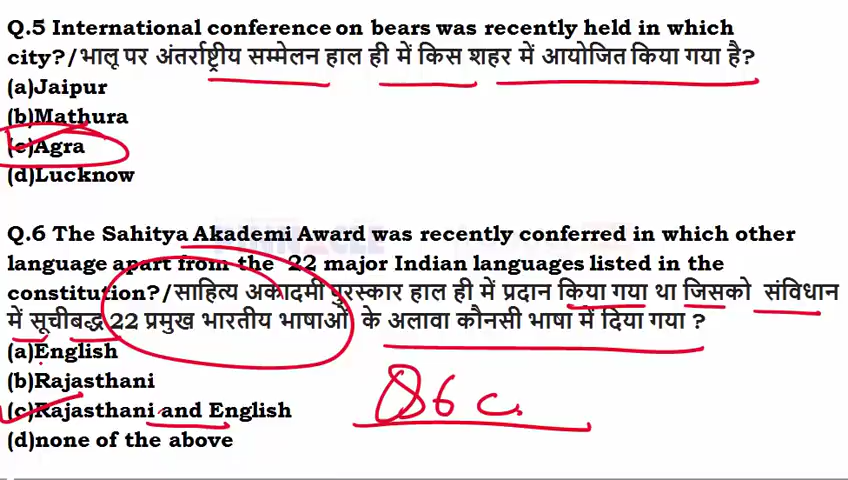 Q.5 International conference on bears was recently held in which
city?/भालू पर अंतर्राष्ट्रीय सम्मेलन हाल ही में किस शहर में आयोजित किया गया है?
(a)Jaipur
(b)Mathura
(c)Agra
(d)Lucknow
Q.6 The Sahitya Akademi Award was recently conferred in which other
language apart from the 22 major Indian languages listed in the
constitution?/साहित्य अकादमी पुरस्कार हाल ही में प्रदान किया गया था जिसको संविधान
में सूचीबद्ध 22 प्रमुख भारतीय भाषाओं के अलावा कौनसी भाषा में दिया गया ?
(a)English
(b)Rajasthani
(c)Rajasthani and English
(d)none of the above